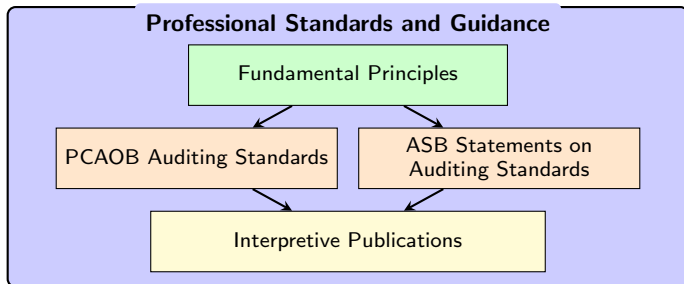 Professional Standards and Guidance
Fundamental Principles
PCAOB Auditing Standards
ASB Statements on
Auditing Standards
Interpretive Publications